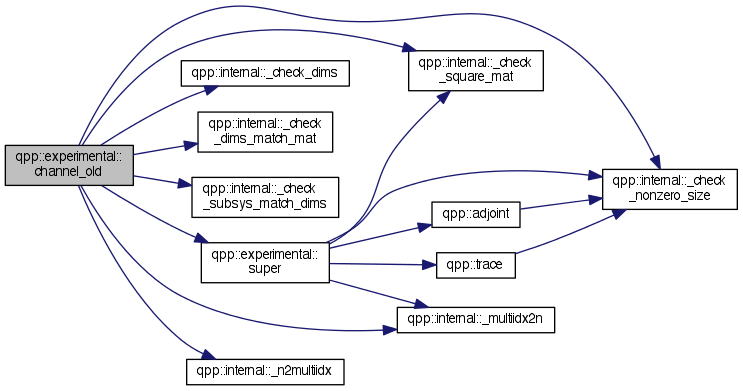 qpp::experimental::
channel_old
qpp::internal::_check_dims
qpp::internal::_check
_dims_match_mat
qpp::internal::_check
_subsys_match_dims
qpp::experimental::
super
qpp::internal::_n2multiidx
qpp::internal::_check
_square_mat
qpp::adjoint
qpp::trace
qpp::internal::_multiidx2n
qpp::internal::_check
_nonzero_size